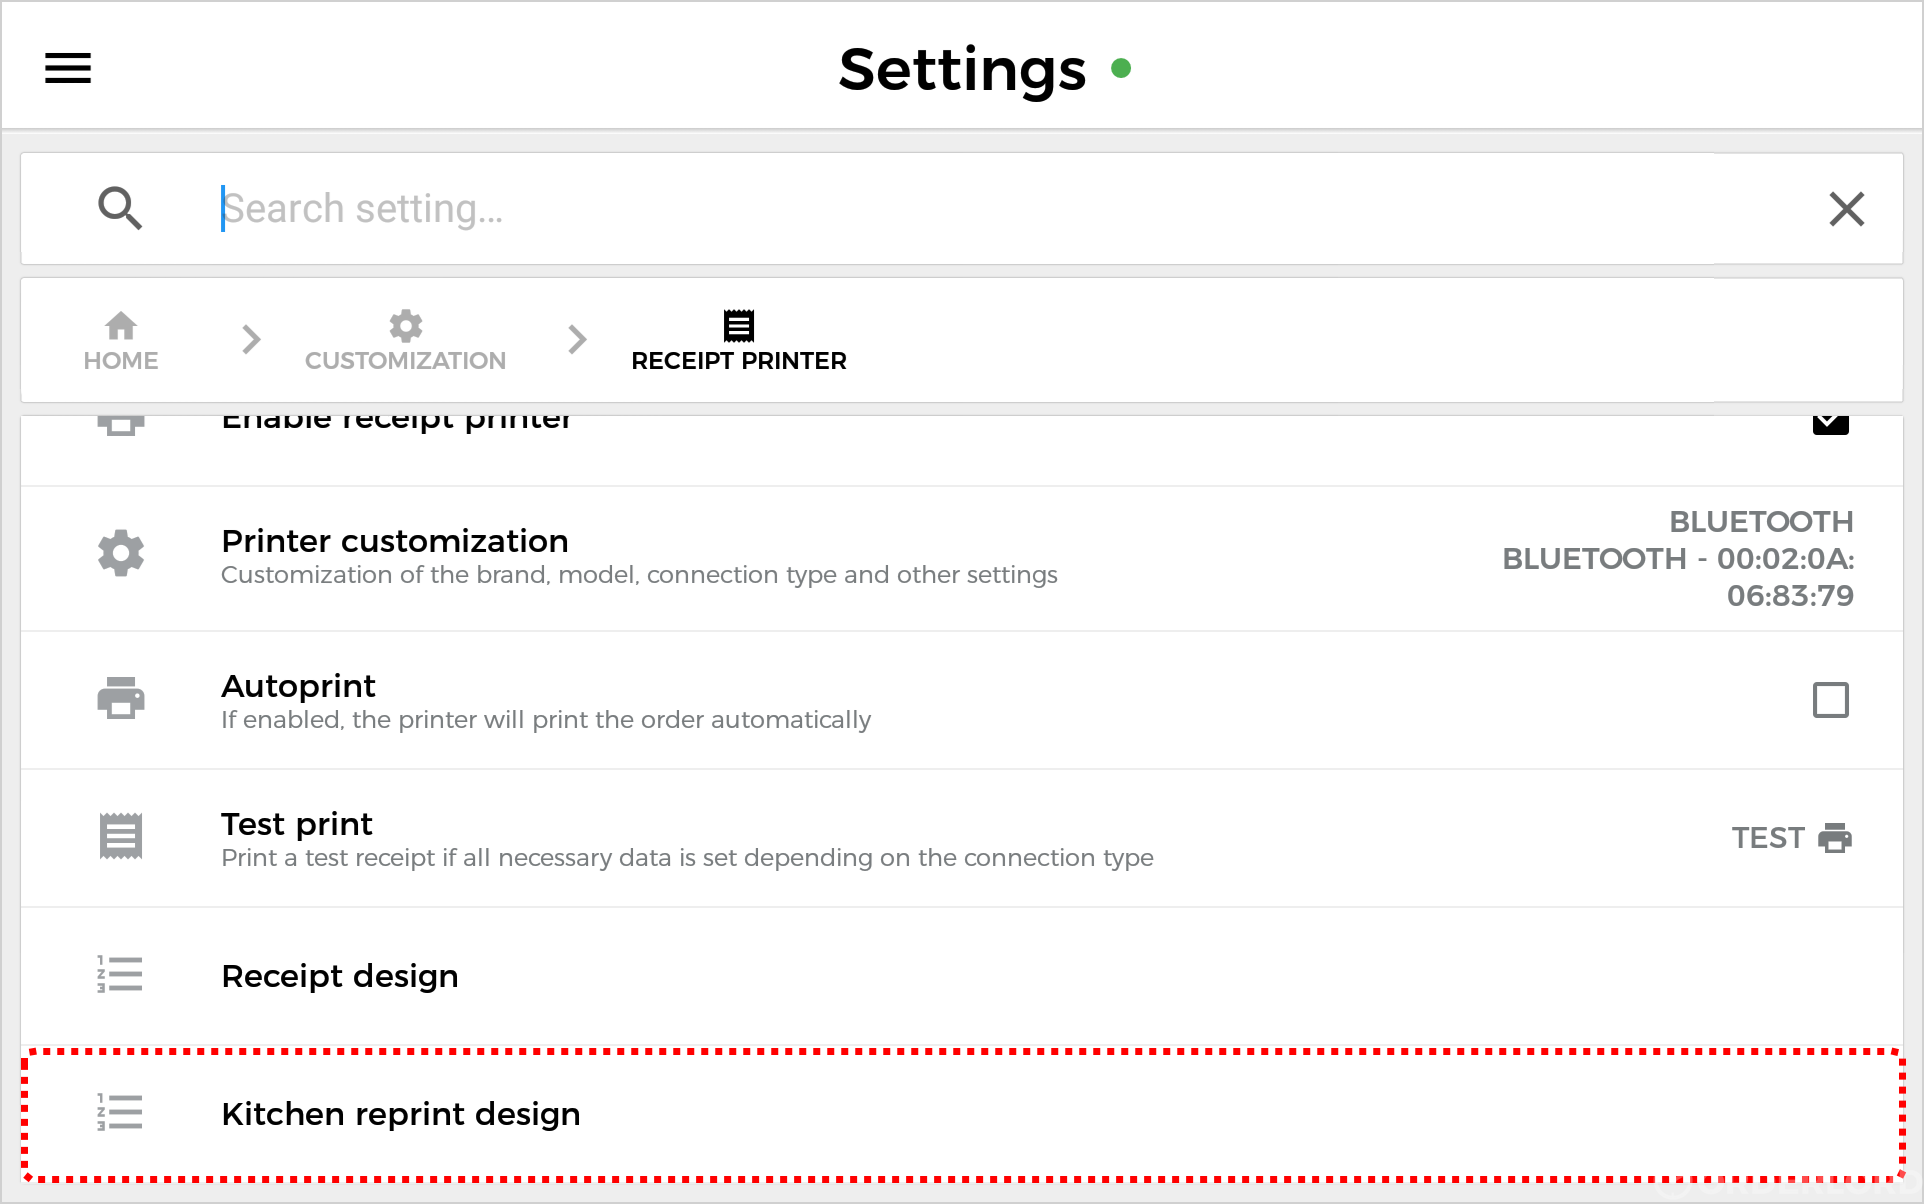 Settings
Search setting...
HOME
CUSTOMIZATION
RECEIPT PRINTER
Enable receipt printer
Printer customization
Customization of the brand, model, connection type and other settings
BLUETOOTH
BLUETOOTH - 00:02:0A:
06:83:79
Autoprint
If enabled, the printer will print the order automatically
Test print
Print a test receipt if all necessary data is set depending on the connection type
TEST
Receipt design
Kitchen reprint design